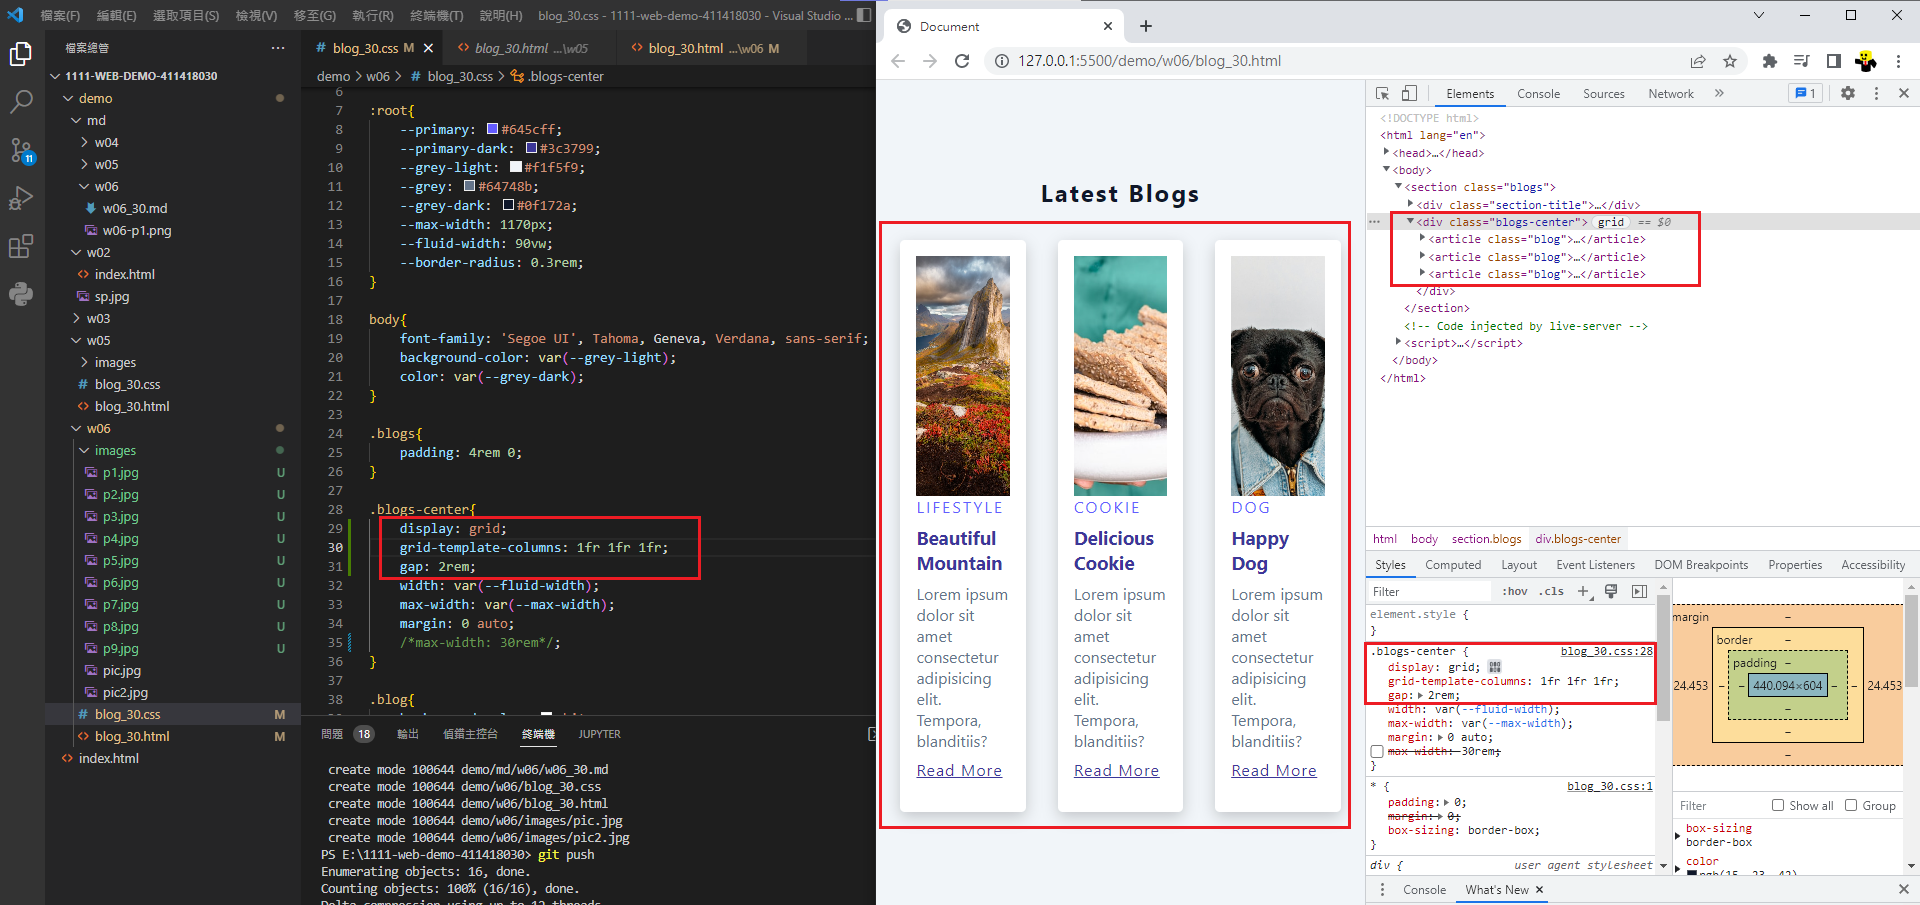 檔案(F) 編輯(E) 選取項目(S) 檢視(V) 移至(G) 執行(R) 終端機(T) 說明(H) blog_30.css - 1111-web-demo-411418030 - Visual Studio ...
檔案總管 ...
1111-WEB-DEMO-411418030
demo
md
w04
w05
w06
w06_30.md
w06-p1.png
w02
index.html
sp.jpg
w03
w05
images
blog_30.css
blog_30.html
w06
images
p1.jpg U
p2.jpg U
p3.jpg U
p4.jpg U
p5.jpg U
p6.jpg U
p7.jpg U
p8.jpg U
p9.jpg U
pic.jpg
pic2.jpg
# blog_30.css M
blog_30.html M
index.html
11
# blog_30.css M × <> blog_30.html ...\w05 <> blog_30.html ...\w06 M
demo > w06 > # blog_30.css > .blogs-center
6
7 :root{
8 --primary: #645cff;
9 --primary-dark: #3c3799;
10 --grey-light: #f1f5f9;
11 --grey: #64748b;
12 --grey-dark: #0f172a;
13 --max-width: 1170px;
14 --fluid-width: 90vw;
15 --border-radius: 0.3rem;
16 }
17
18 body{
19 font-family: 'Segoe UI', Tahoma, Geneva, Verdana, sans-serif;
20 background-color: var(--grey-light);
21 color: var(--grey-dark);
22 }
23
24 .blogs{
25 padding: 4rem 0;
26 }
27
28 .blogs-center{
29 display: grid;
30 grid-template-columns: 1fr 1fr 1fr;
31 gap: 2rem;
32 width: var(--fluid-width);
33 max-width: var(--max-width);
34 margin: 0 auto;
35 /*max-width: 30rem*/;
36 }
37
38 .blog{
問題 18 輸出 偵錯主控台 終端機 JUPYTER
create mode 100644 demo/md/w06/w06_30.md
create mode 100644 demo/w06/blog_30.css
create mode 100644 demo/w06/blog_30.html
create mode 100644 demo/w06/images/pic.jpg
create mode 100644 demo/w06/images/pic2.jpg
PS E:\1111-web-demo-411418030> git push
Enumerating objects: 16, done.
Counting objects: 100% (16/16), done.
Delta compression using up to 12 threads
Document
127.0.0.1:5500/demo/w06/blog_30.html
Latest Blogs
LIFESTYLE
Beautiful
Mountain
Lorem ipsum
dolor sit
amet
consectetur
adipisicing
elit.
Tempora,
blanditiis?
Read More
COOKIE
Delicious
Cookie
Lorem ipsum
dolor sit
amet
consectetur
adipisicing
elit.
Tempora,
blanditiis?
Read More
DOG
Happy
Dog
Lorem ipsum
dolor sit
amet
consectetur
adipisicing
elit.
Tempora,
blanditiis?
Read More
Elements Console Sources Network » 1
<!DOCTYPE html>
<html lang="en">
<head>…</head>
<body>
<section class="blogs">
<div class="section-title">…</div>
<div class="blogs-center"> grid == $0
<article class="blog">…</article>
<article class="blog">…</article>
<article class="blog">…</article>
</div>
</section>
<!-- Code injected by live-server -->
<script>…</script>
</body>
</html>
html body section.blogs div.blogs-center
Styles Computed Layout Event Listeners DOM Breakpoints Properties Accessibility
Filter :hov .cls +
element.style {
}
.blogs-center { blog_30.css:28
display: grid;
grid-template-columns: 1fr 1fr 1fr;
gap: 2rem;
width: var(--fluid-width);
max-width: var(--max-width);
margin: 0 auto;
max-width: 30rem;
}
* { blog_30.css:1
padding: 0;
margin: 0;
box-sizing: border-box;
}
div { user agent stylesheet
margin –
border –
padding –
24.453 – – 440.094×604 – – 24.453
–
–
–
Filter Show all Group
box-sizing
border-box
color
rgb(15, 23, 42)
Console What's New ×